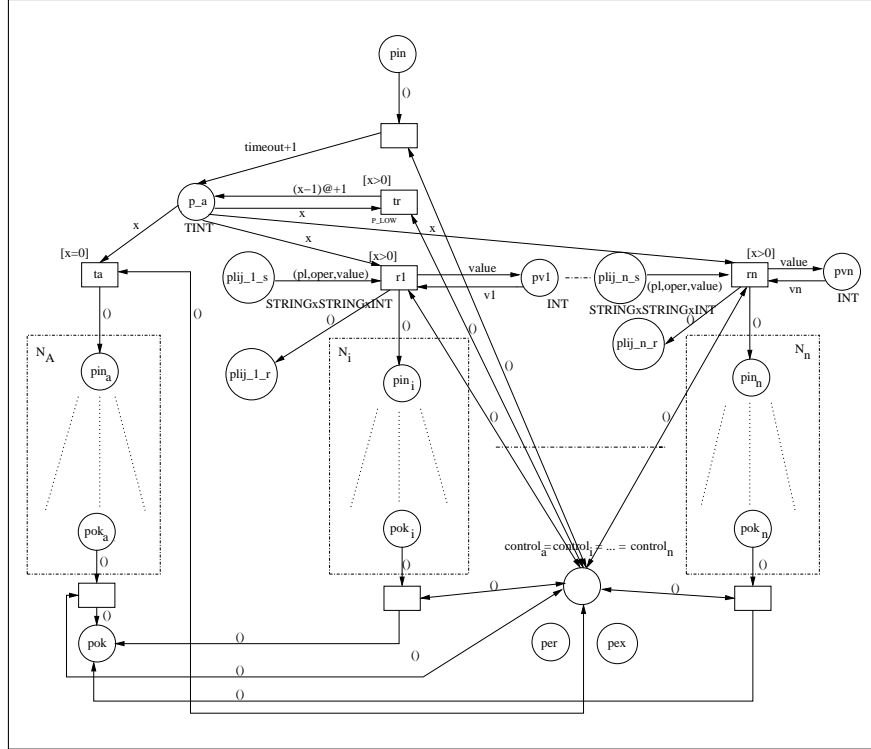 pin
()
timeout+1
[x>0]
(x−1)@+1
p_a
tr
x
P_LOW
TINT
x
x
x
[x=0]
[x>0]
[x>0]
ta
plij_1_s
(pl,oper,value)
r1
value
pv1
plij_n_s
(pl,oper,value)
rn
value
pvn
v1
vn
INT
INT
STRINGxSTRINGxINT
STRINGxSTRINGxINT
()
()
()
()
()
()
()
N_A
plij_1_r
N_i
plij_n_r
N_n
()
pin_a
pin_i
pin_n
()
()
()
pok_a
pok_i
pok_n
control_a = control_i = ... = control_n
()
()
()
()
()
()
pok
()
()
()
per
pex
()